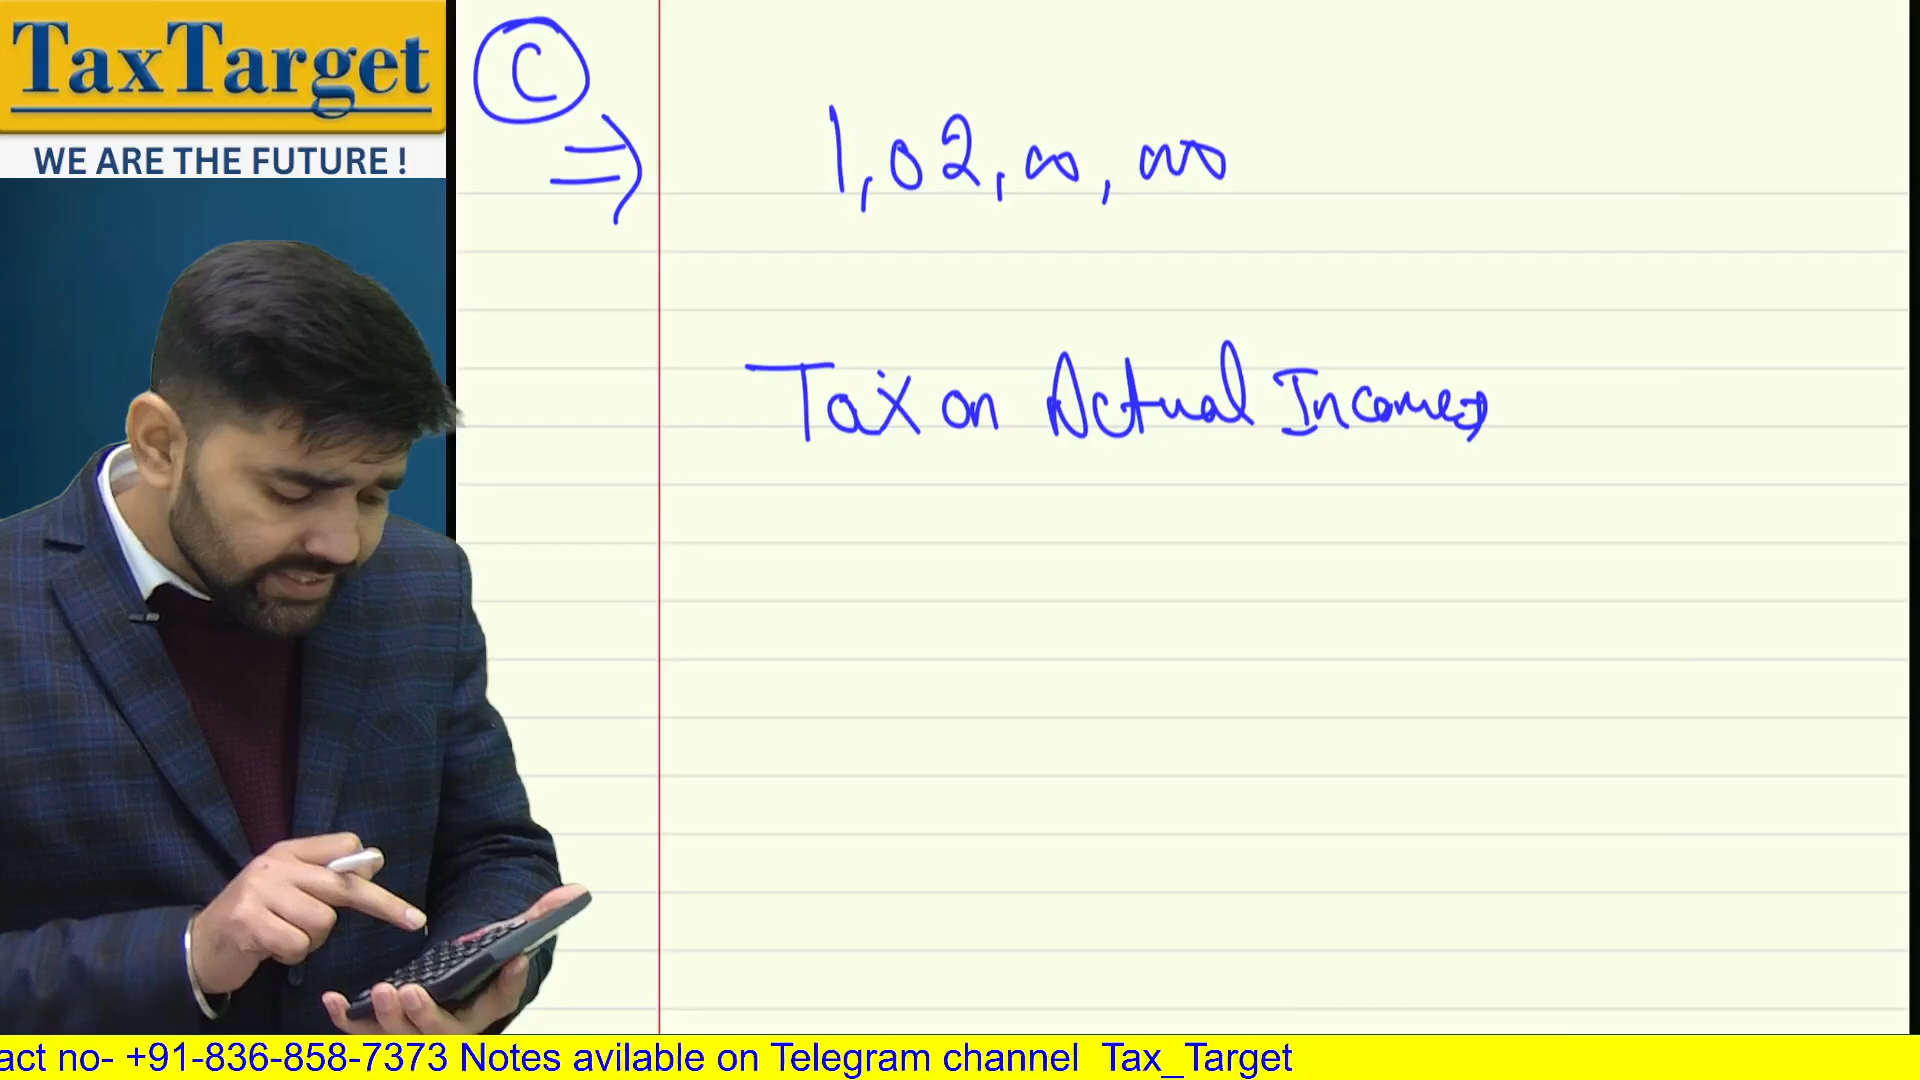 TaxTarget
WE ARE THE FUTURE !
C
⇒ 1,02,00,000
Tax on Actual Income⇒
act no- +91-836-858-7373 Notes avilable on Telegram channel Tax_Target